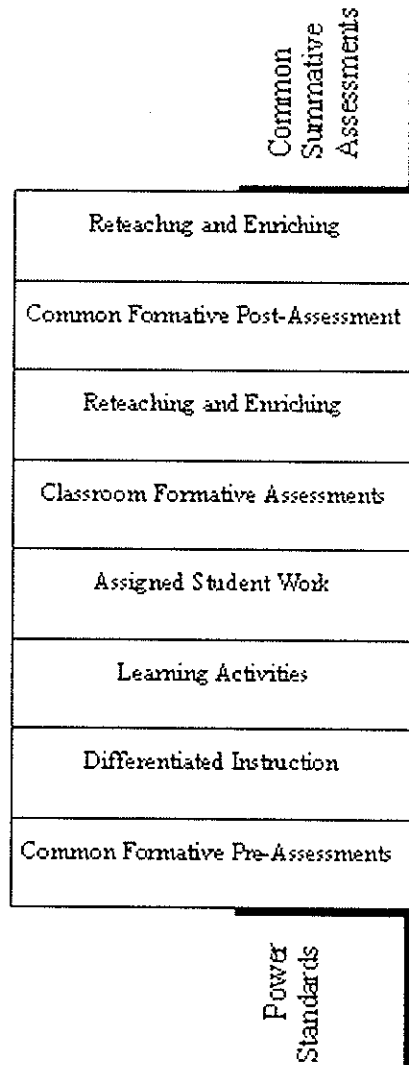 Common
Summative
Assessments
Reteachng and Enriching
Common Formative Post-Assessment
Reteaching and Enriching
Classroom Formative Assessments
Assigned Student Work
Learning Activities
Differentiated Instruction
Common Formative Pre-Assessments
Power
Standards